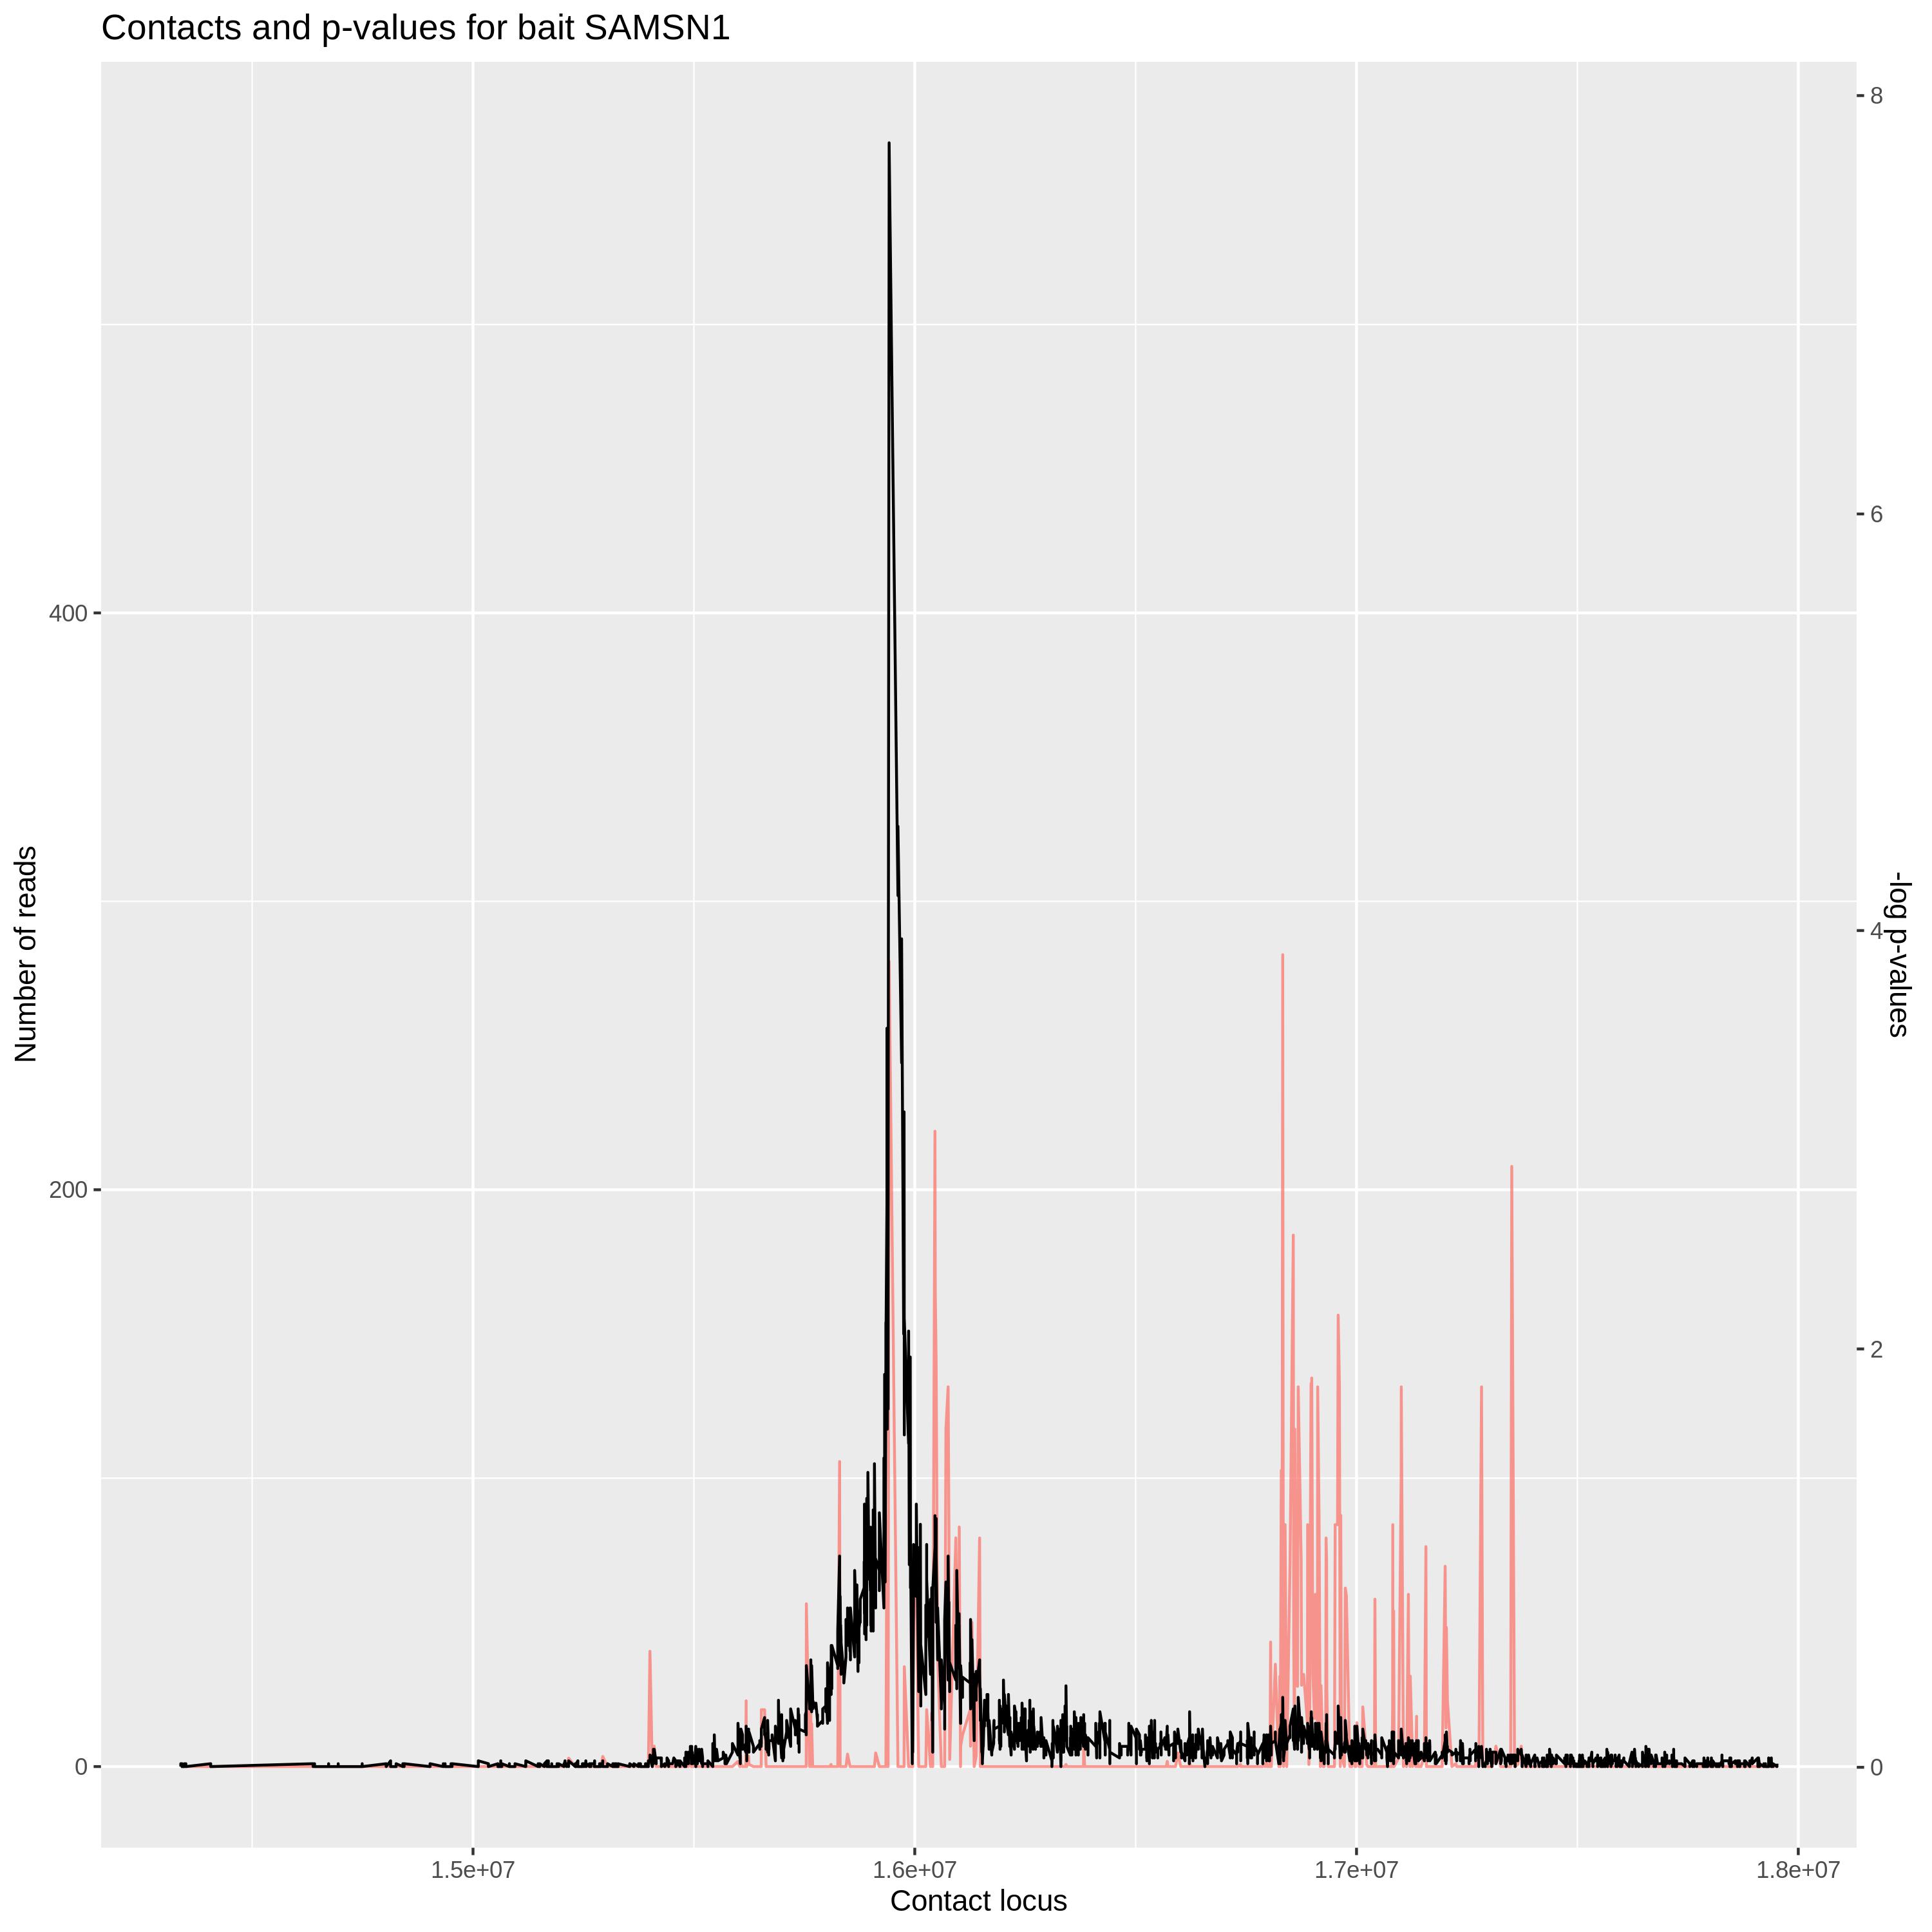 Contacts and p-values for bait SAMSN1
8
6
400
4
Number of reads
-log p-values
200
2
0
0
1.5e+07
1.6e+07
1.7e+07
1.8e+07
Contact locus